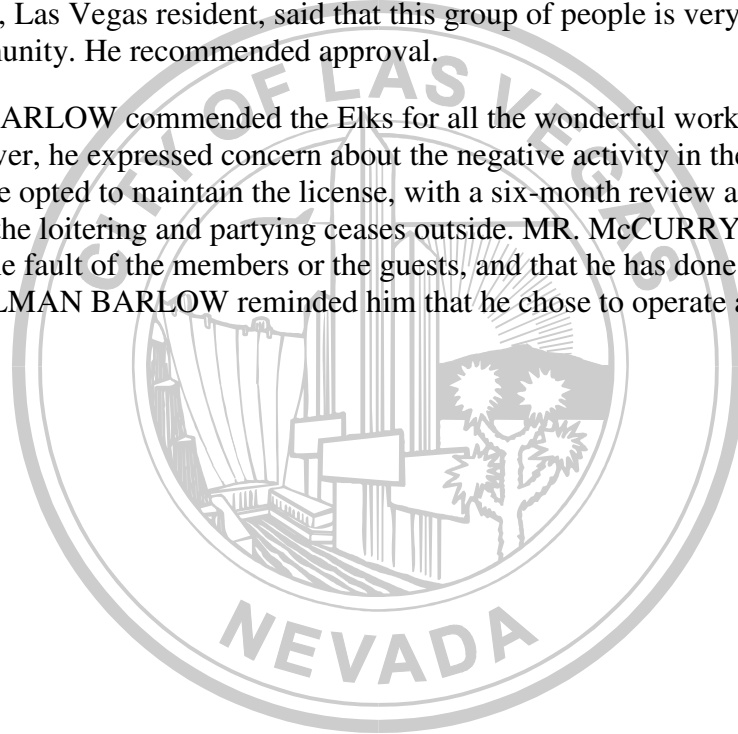 , Las Vegas resident, said that this group of people is very
unity. He recommended approval.
ARLOW commended the Elks for all the wonderful work
ver, he expressed concern about the negative activity in the
e opted to maintain the license, with a six-month review a
the loitering and partying ceases outside. MR. McCURRY
e fault of the members or the guests, and that he has done
LMAN BARLOW reminded him that he chose to operate a
CITY OF LAS VEGAS
NEVADA